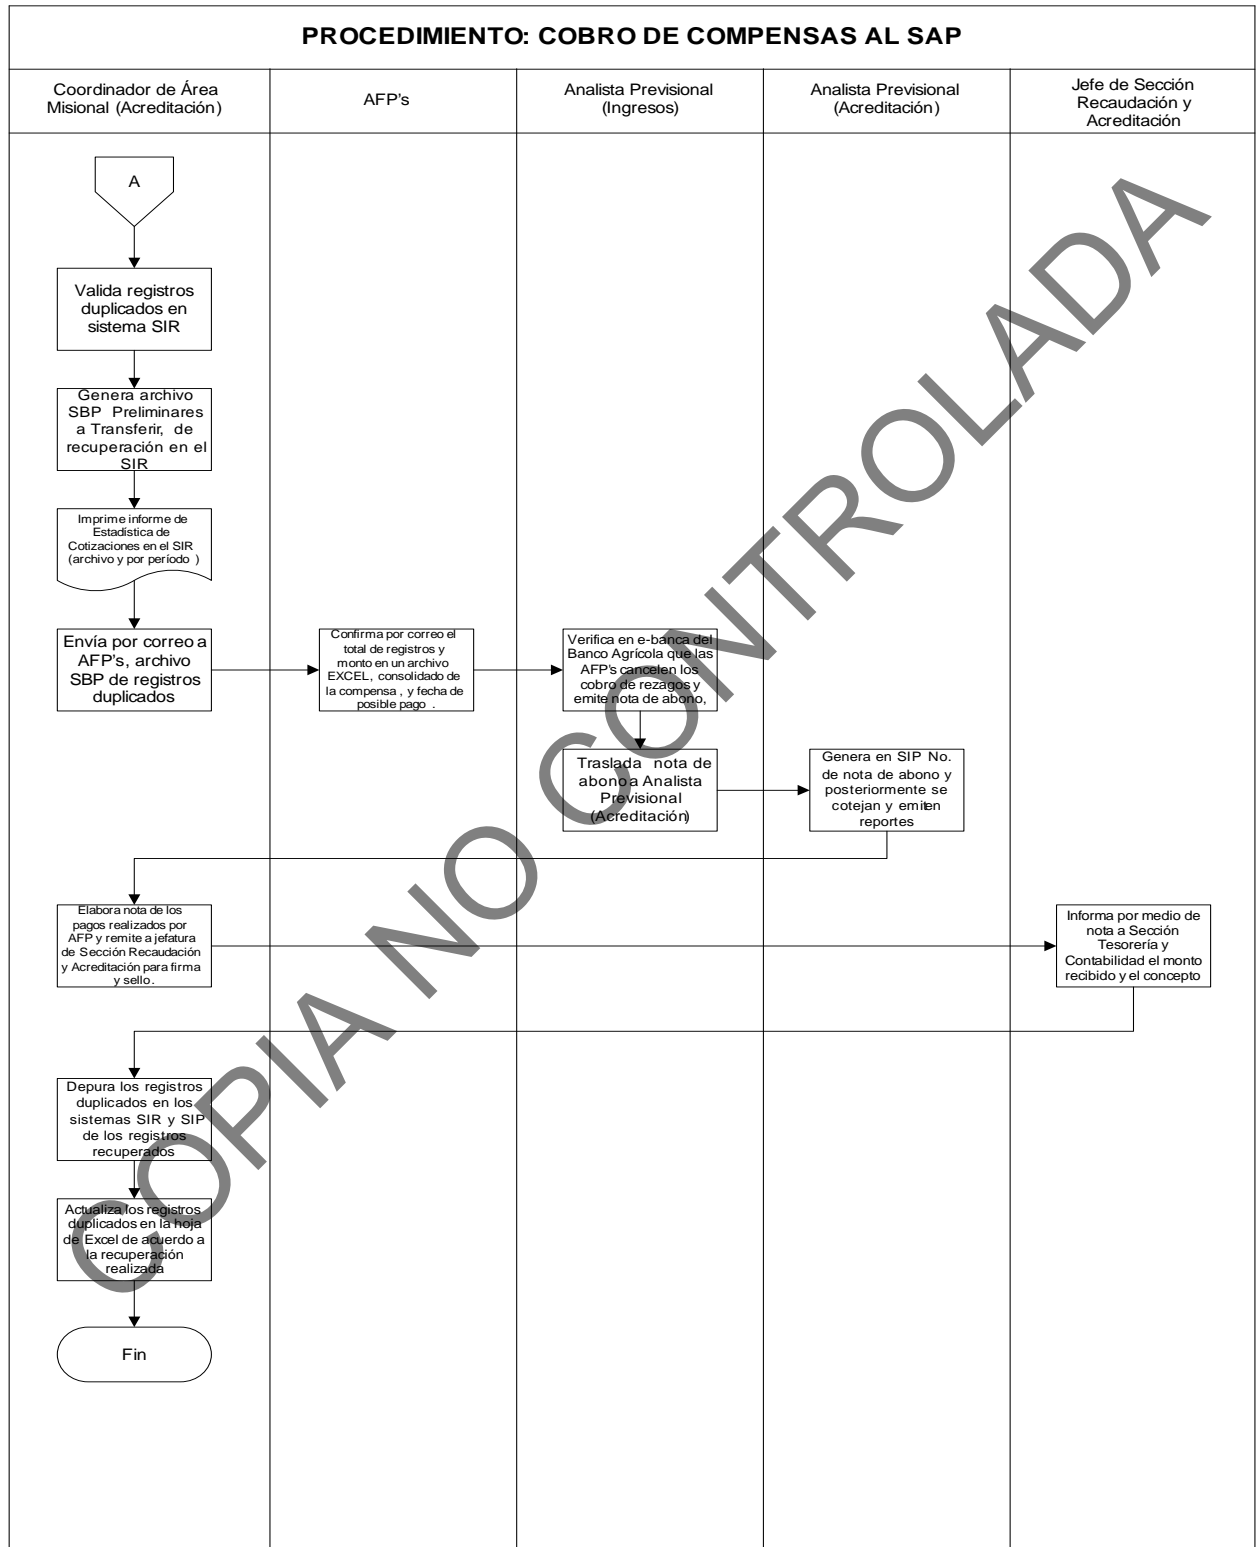 PROCEDIMIENTO: COBRO DE COMPENSAS AL SAP
Coordinador de Área
Misional (Acreditación)
AFP's
Analista Previsional
(Ingresos)
Analista Previsional
(Acreditación)
Jefe de Sección
Recaudación y
Acreditación
A
Valida registros
duplicados en
sistema SIR
Genera archivo
SBP Preliminares
a Transferir, de
recuperación en el
SIR
Imprime informe de
Estadística de
Cotizaciones en el SIR
(archivo y por período )
Envía por correo a
AFP's, archivo
SBP de registros
duplicados
Confirma por correo el
total de registros y
monto en un archivo
EXCEL, consolidado de
la compensa , y fecha de
posible pago .
Verifica en e-banca del
Banco Agrícola que las
AFP's cancelen los
cobro de rezagos y
emite nota de abono,
Traslada nota de
abono a Analista
Previsional
(Acreditación)
Genera en SIP No.
de nota de abono y
posteriormente se
cotejan y emiten
reportes
Elabora nota de los
pagos realizados por
AFP y remite a jefatura
de Sección Recaudación
y Acreditación para firma
y sello.
Informa por medio de
nota a Sección
Tesorería y
Contabilidad el monto
recibido y el concepto
Depura los registros
duplicados en los
sistemas SIR y SIP
de los registros
recuperados
Actualiza los registros
duplicados en la hoja
de Excel de acuerdo a
la recuperación
realizada
Fin
COPIA NO CONTROLADA